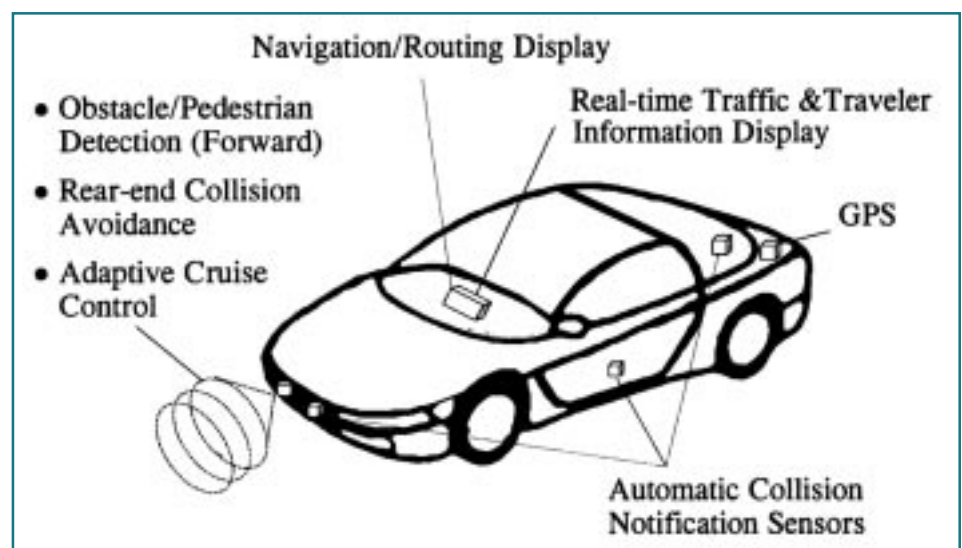 Navigation/Routing Display
• Obstacle/Pedestrian
Detection (Forward)
• Rear-end Collision
Avoidance
• Adaptive Cruise
Control
Real-time Traffic &Traveler
Information Display
GPS
Automatic Collision
Notification Sensors